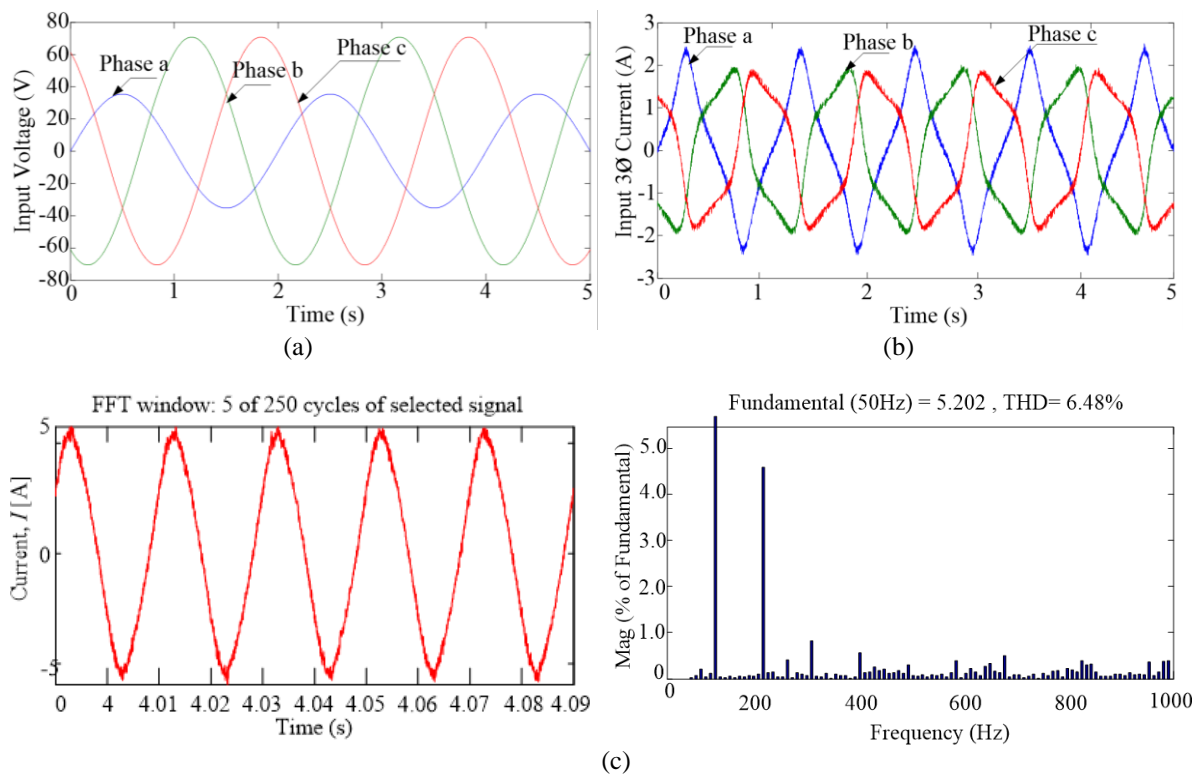 80
60
40
20
0
-20
-40
-60
-80
Input Voltage (V)
Phase a
Phase b
Phase c
0 1 2 3 4 5
Time (s)
(a)
3
2
1
0
-1
-2
-3
Input 3Ø Current (A)
Phase a
Phase b
Phase c
0 1 2 3 4 5
Time (s)
(b)
FFT window: 5 of 250 cycles of selected signal
5
0
-5
Current, I [A]
0 4 4.01 4.02 4.03 4.04 4.05 4.06 4.07 4.08 4.09
Time (s)
Fundamental (50Hz) = 5.202 , THD= 6.48%
5.0
4.0
3.0
2.0
1.0
0
Mag (% of Fundamental)
0 200 400 600 800 1000
Frequency (Hz)
(c)